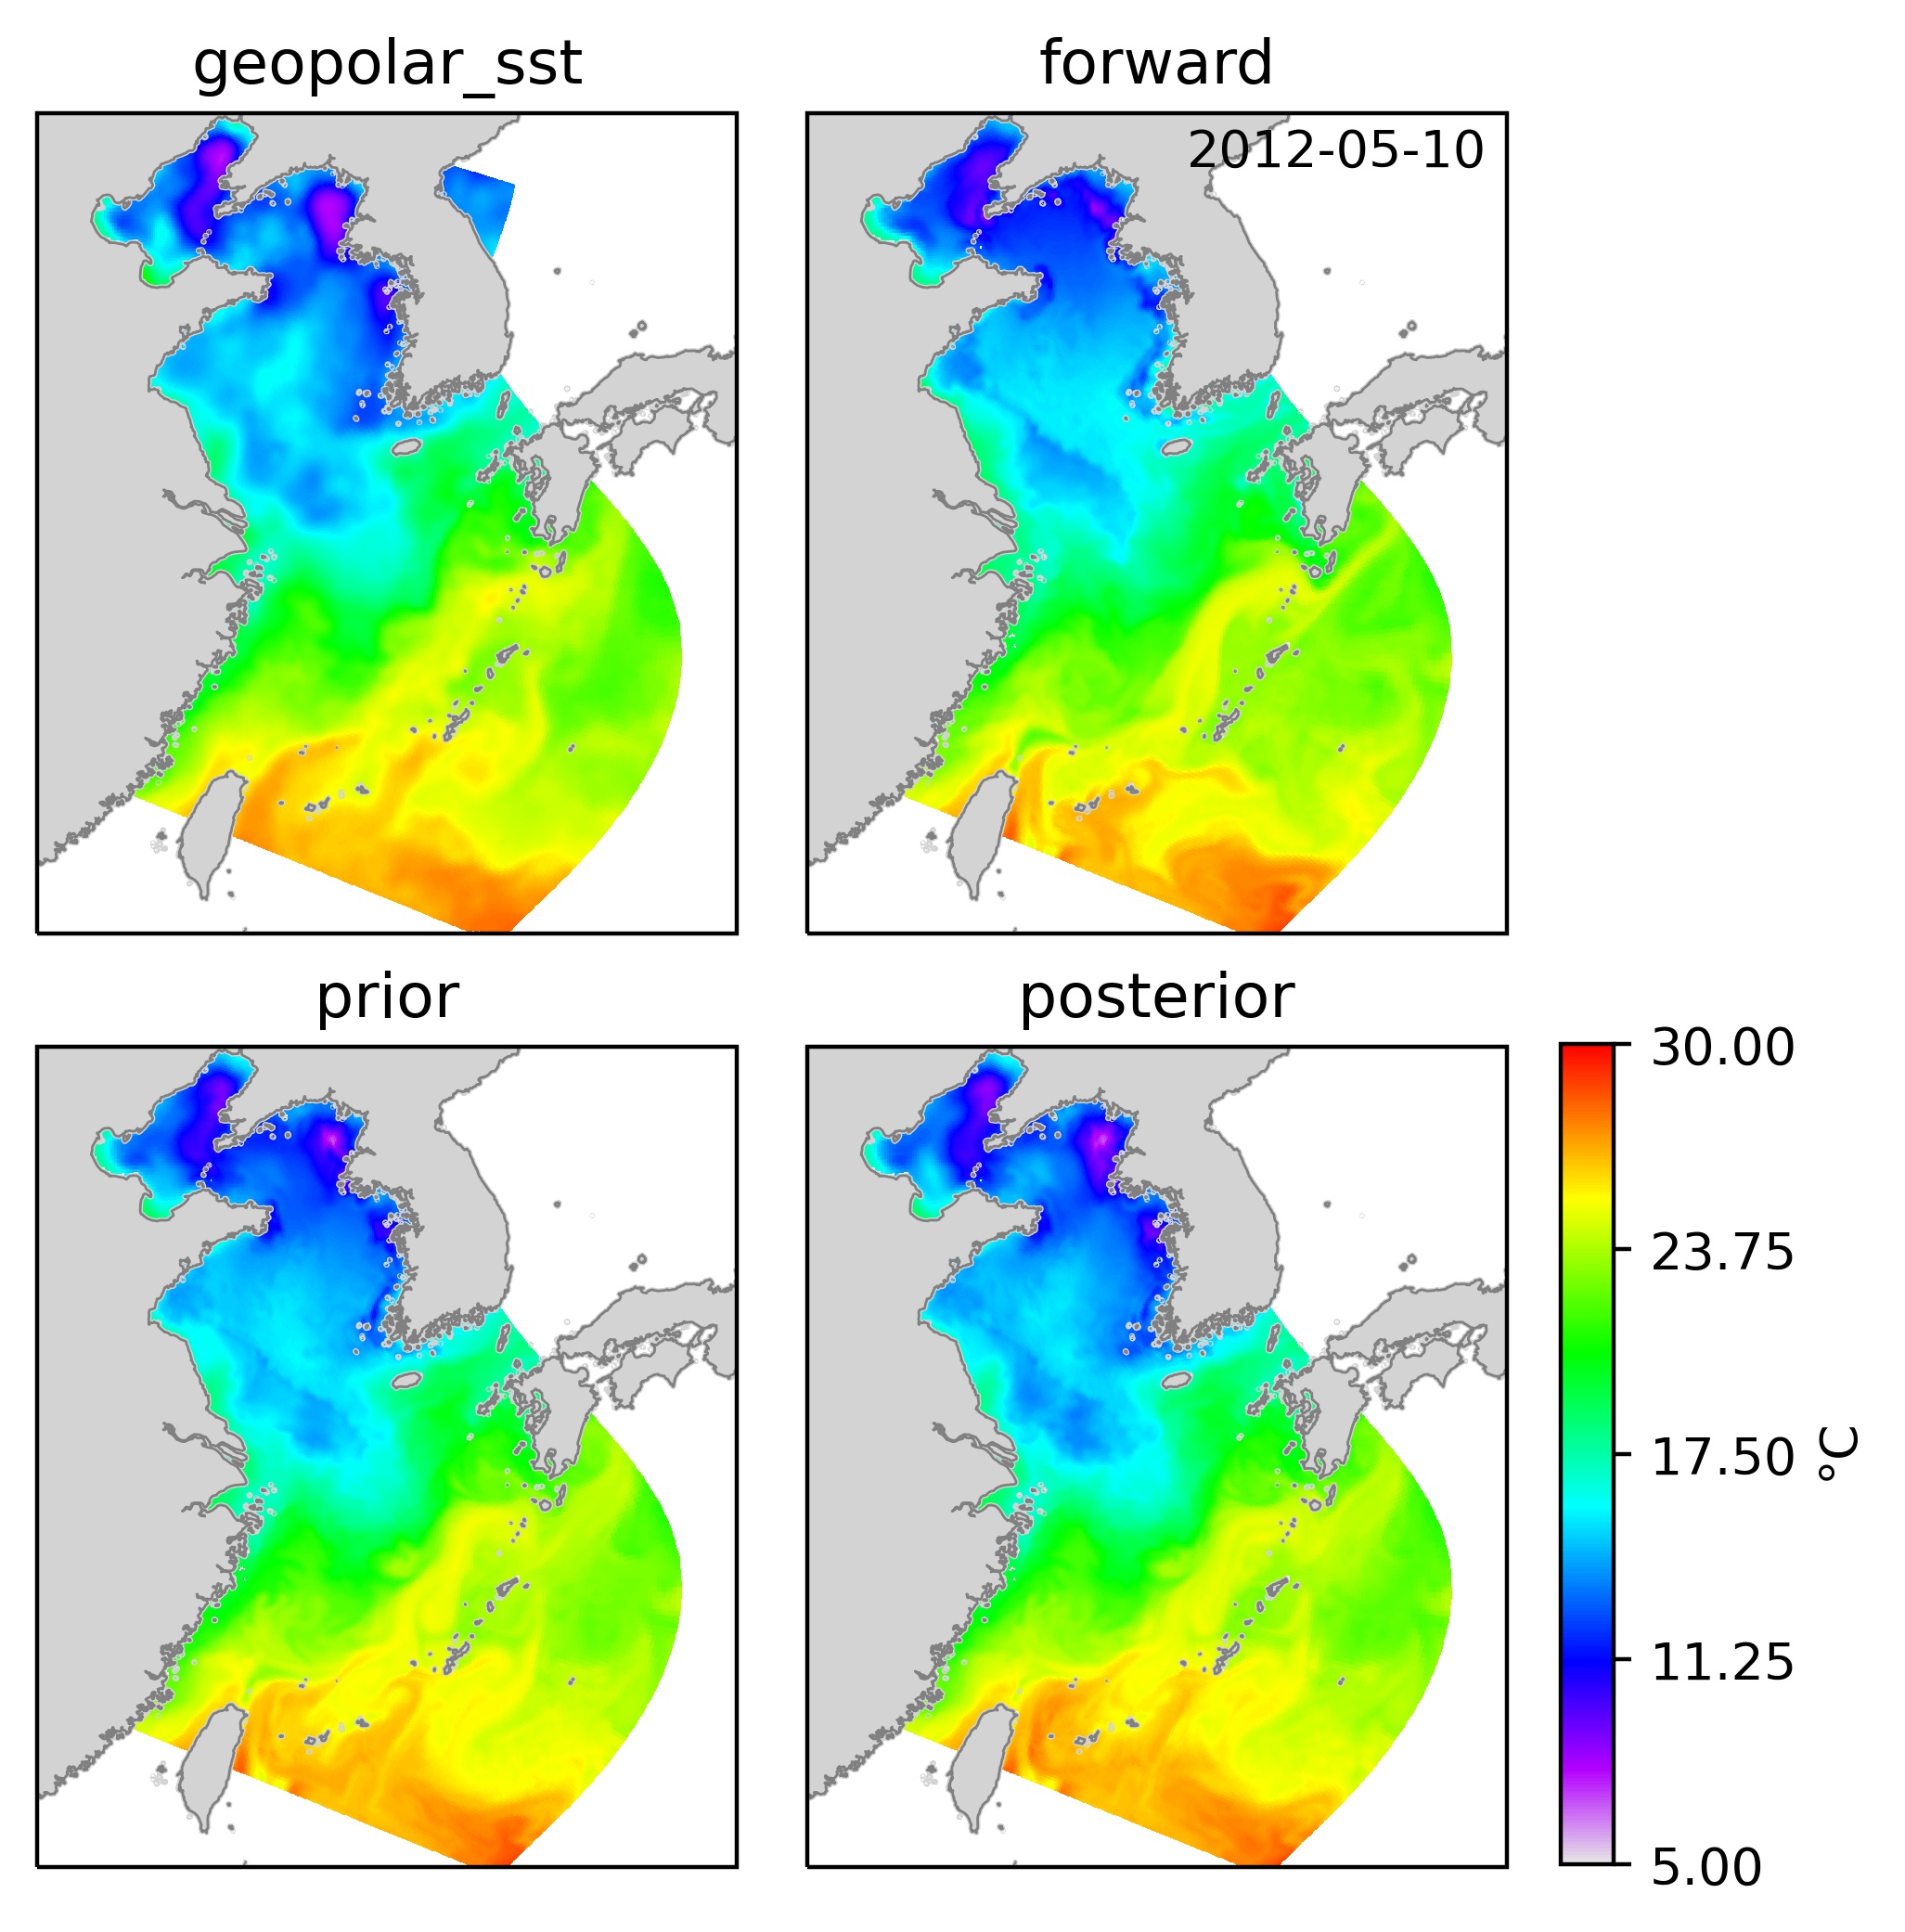 geopolar_sst
forward
2012-05-10
prior
posterior
30.00
23.75
17.50
11.25
5.00
°C